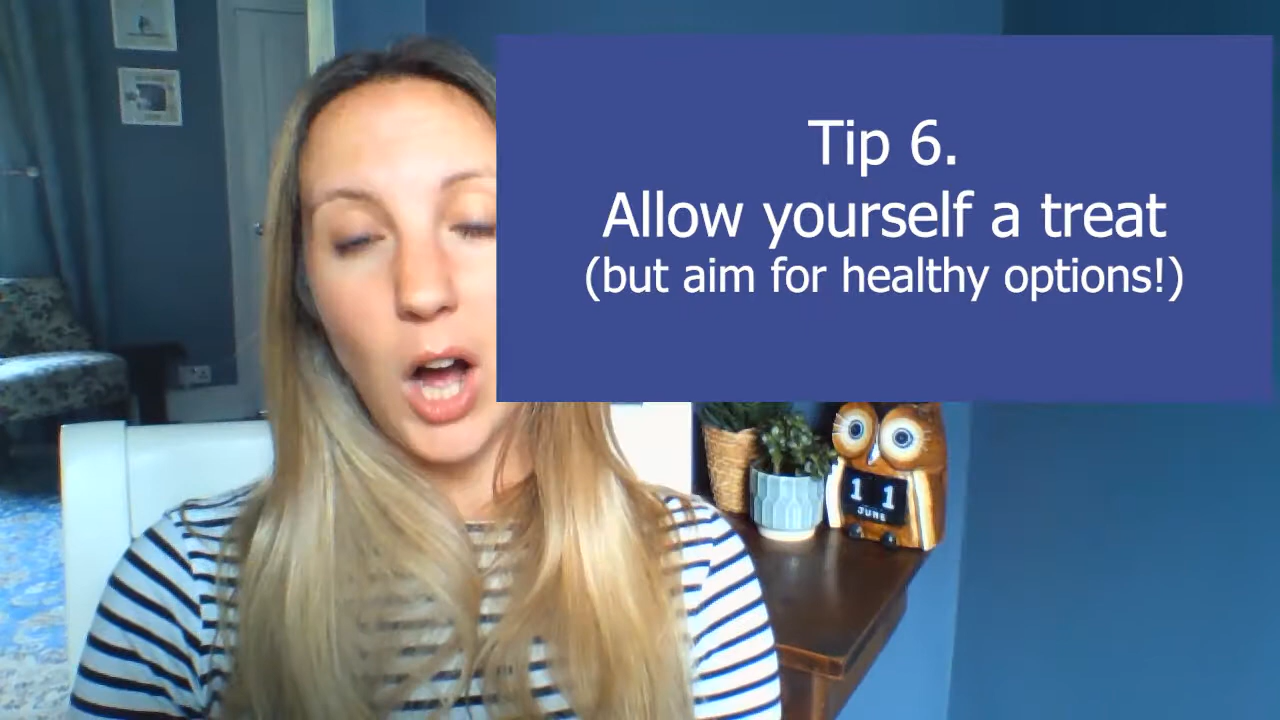 Tip 6.
Allow yourself a treat
(but aim for healthy options!)
1 1
JUNE